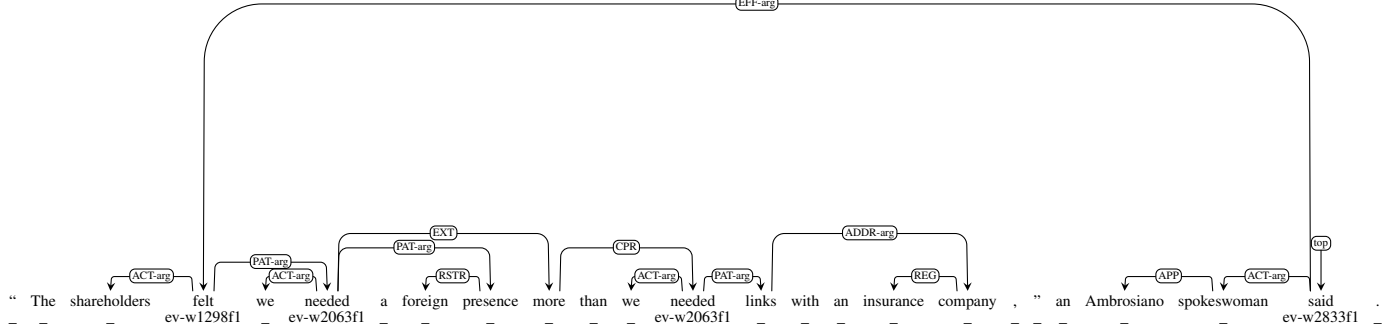 EFF-arg
EXT
top
PAT-arg CPR ADDR-arg
PAT-arg
ACT-arg ACT-arg RSTR ACT-arg PAT-arg REG APP ACT-arg
“ The shareholders felt we needed a foreign presence more than we needed links with an insurance company , ” an Ambrosiano spokeswoman said .
_ _ _ ev-w1298f1 _ ev-w2063f1 _ _ _ _ _ _ ev-w2063f1 _ _ _ _ _ _ _ _ _ _ ev-w2833f1 _